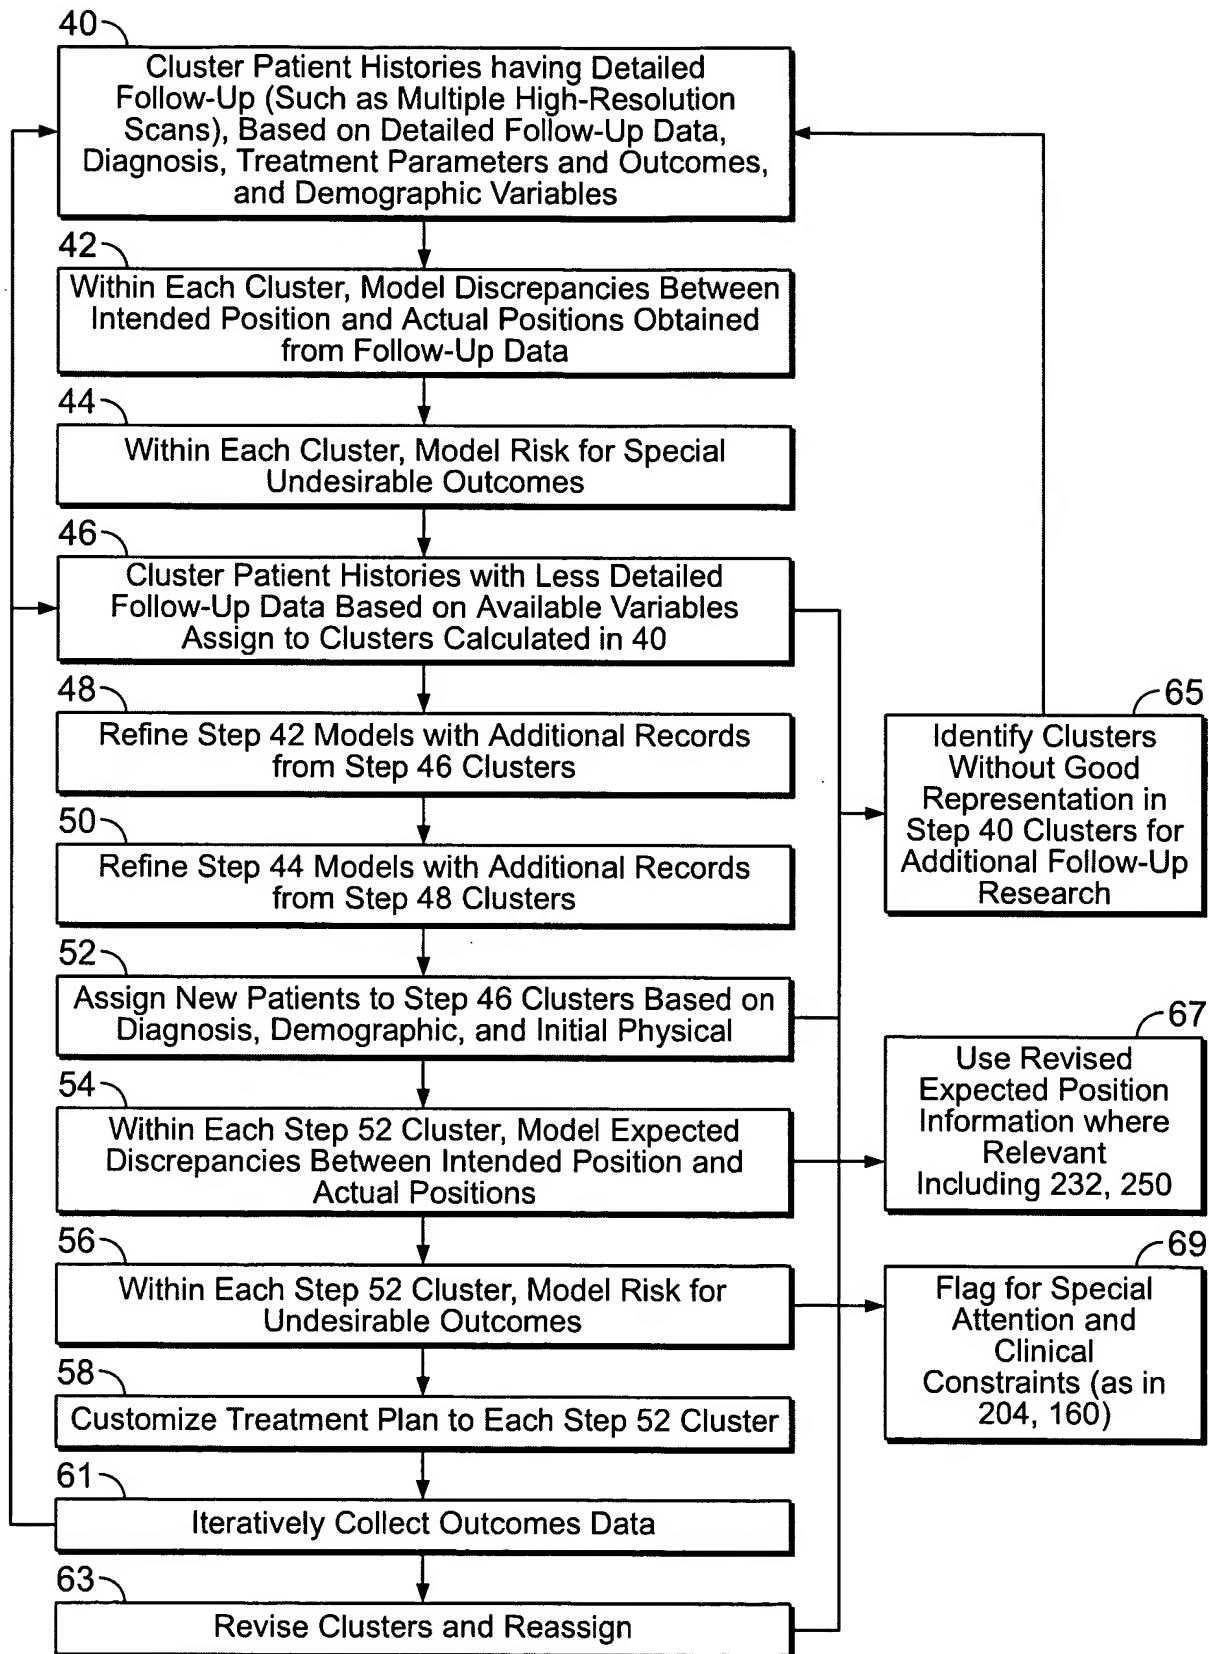 40
Cluster Patient Histories having Detailed
Follow-Up (Such as Multiple High-Resolution
Scans), Based on Detailed Follow-Up Data,
Diagnosis, Treatment Parameters and Outcomes,
and Demographic Variables
42
Within Each Cluster, Model Discrepancies Between
Intended Position and Actual Positions Obtained
from Follow-Up Data
44
Within Each Cluster, Model Risk for Special
Undesirable Outcomes
46
Cluster Patient Histories with Less Detailed
Follow-Up Data Based on Available Variables
Assign to Clusters Calculated in 40
48
Refine Step 42 Models with Additional Records
from Step 46 Clusters
50
Refine Step 44 Models with Additional Records
from Step 48 Clusters
52
Assign New Patients to Step 46 Clusters Based on
Diagnosis, Demographic, and Initial Physical
54
Within Each Step 52 Cluster, Model Expected
Discrepancies Between Intended Position and
Actual Positions
56
Within Each Step 52 Cluster, Model Risk for
Undesirable Outcomes
58
Customize Treatment Plan to Each Step 52 Cluster
61
Iteratively Collect Outcomes Data
63
Revise Clusters and Reassign
65
Identify Clusters
Without Good
Representation in
Step 40 Clusters for
Additional Follow-Up
Research
67
Use Revised
Expected Position
Information where
Relevant
Including 232, 250
69
Flag for Special
Attention and
Clinical
Constraints (as in
204, 160)